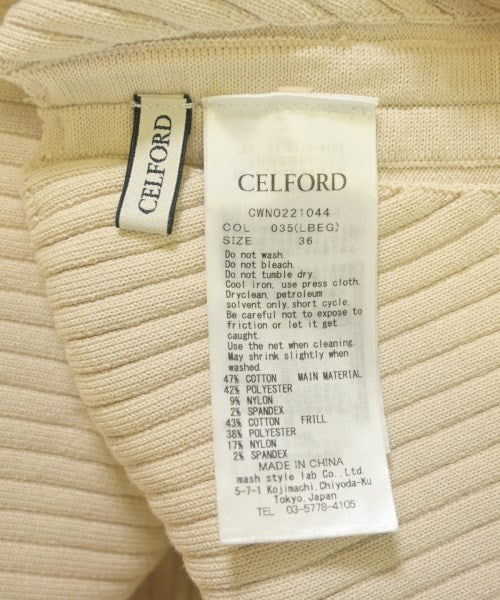 CELFORD
CELFORD
CWNO221044
COL 035(LBEG)
SIZE 36
Do not wash.
Do not bleach.
Do not tumble dry.
Cool iron, use press cloth.
Dryclean, petroleum
solvent only,short cycle.
Be careful not to expose to
friction or let it get
caught.
Use the net when cleaning.
May shrink slightly when
washed.
47% COTTON MAIN MATERIAL
42% POLYESTER
9% NYLON
2% SPANDEX
43% COTTON FRILL
38% POLYESTER
17% NYLON
2% SPANDEX
MADE IN CHINA
mash style lab Co., Ltd.
5-7-1 Kojimachi,Chiyoda-Ku
Tokyo,Japan
TEL 03-5778-4105